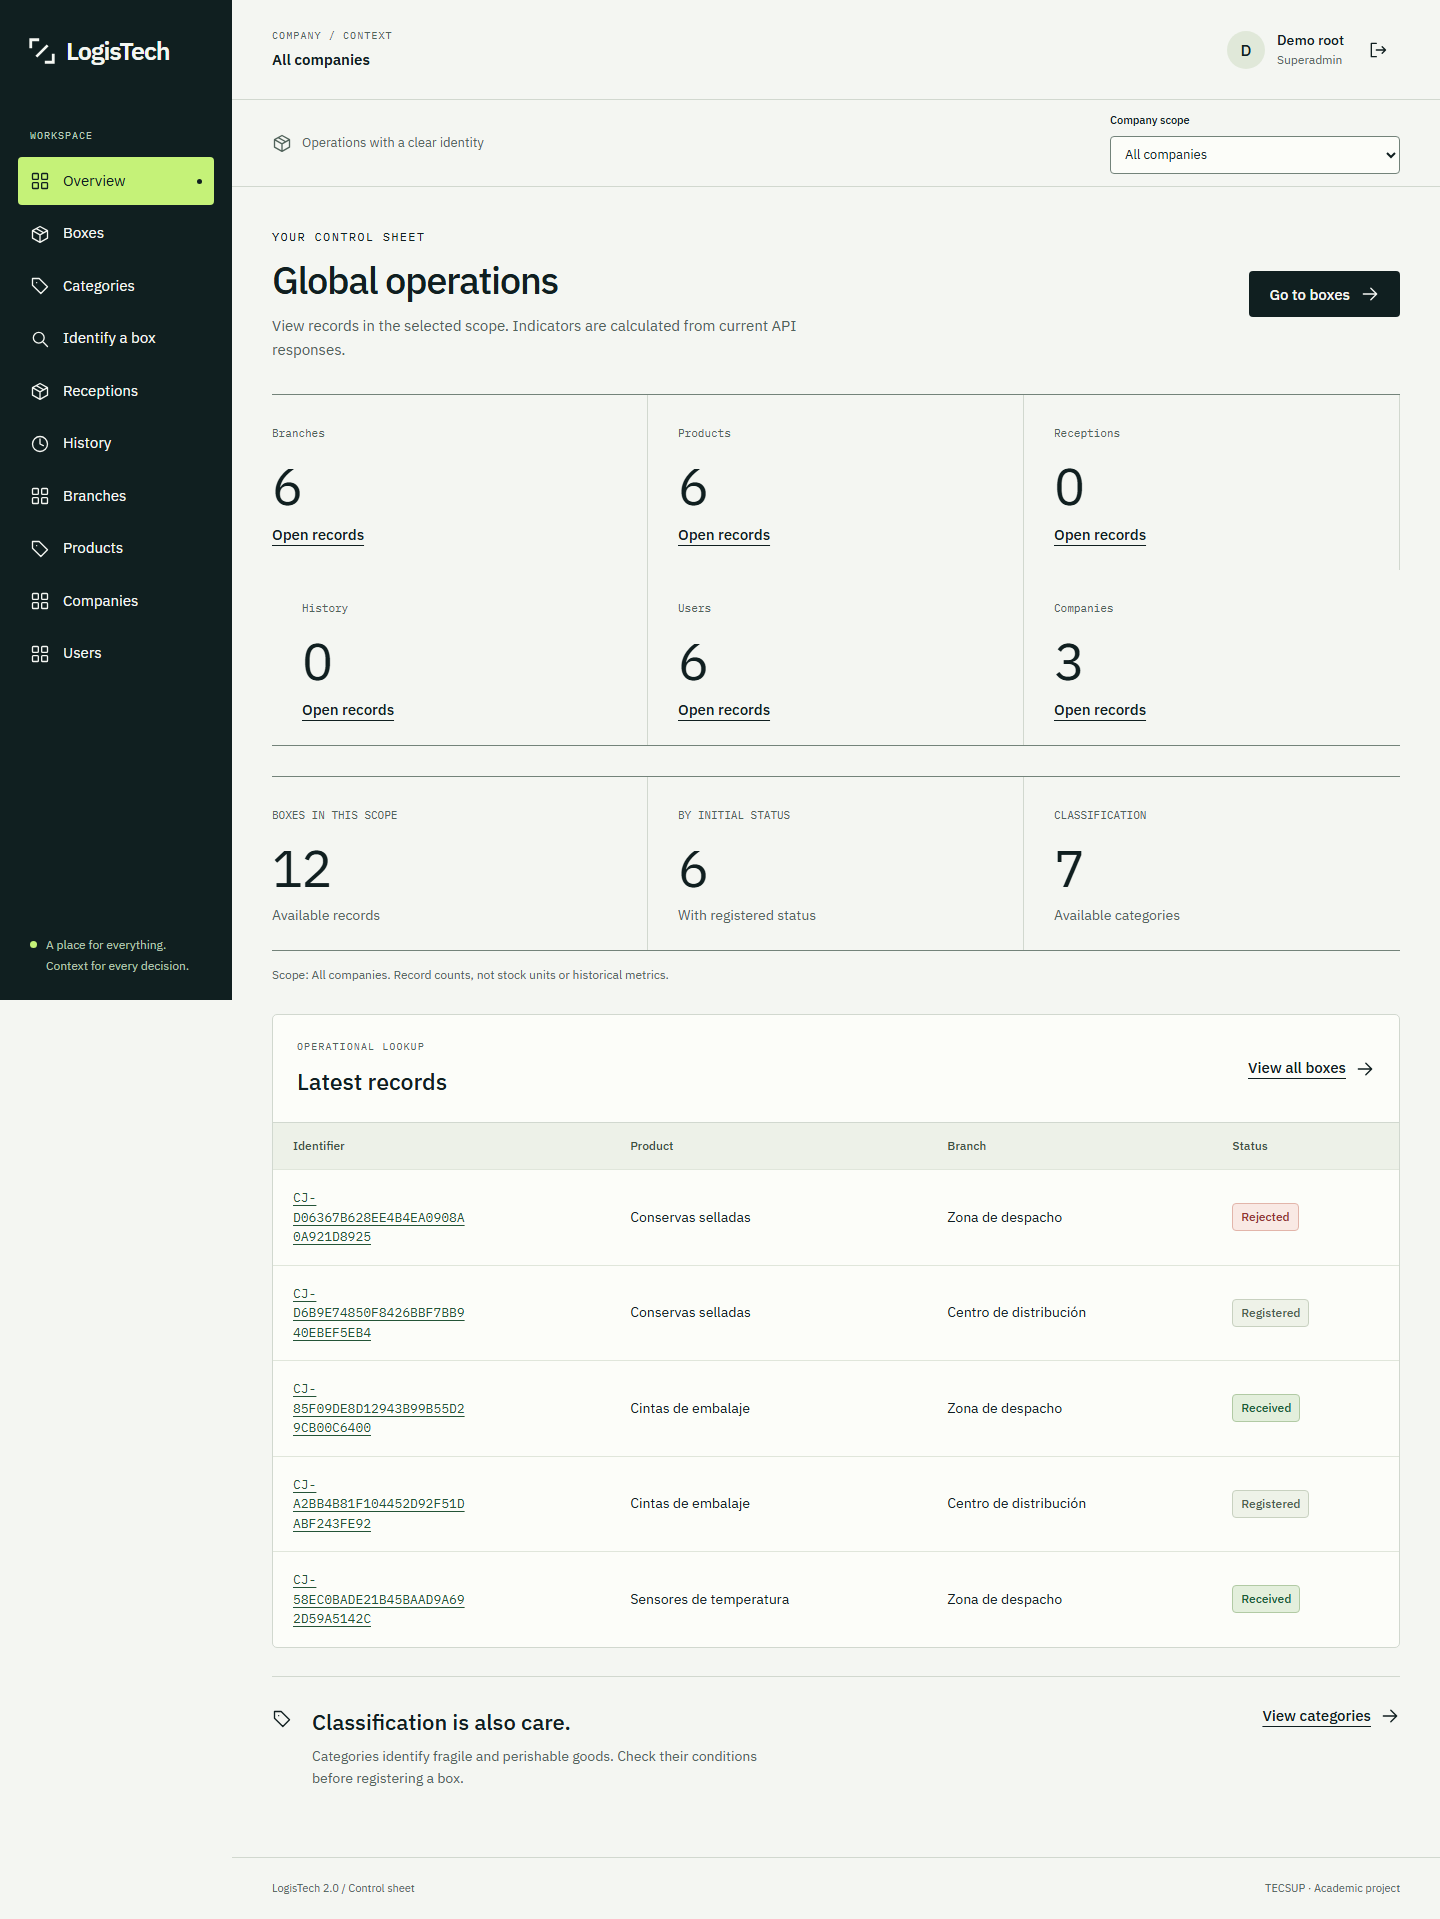 LogisTech
WORKSPACE
Overview
Boxes
Categories
Identify a box
Receptions
History
Branches
Products
Companies
Users
A place for everything.
Context for every decision.
COMPANY / CONTEXT
All companies
D
Demo root
Superadmin
Operations with a clear identity
Company scope
All companies
YOUR CONTROL SHEET
Global operations
View records in the selected scope. Indicators are calculated from current API
responses.
Go to boxes
Branches
6
Open records
Products
6
Open records
Receptions
0
Open records
History
0
Open records
Users
6
Open records
Companies
3
Open records
BOXES IN THIS SCOPE
12
Available records
BY INITIAL STATUS
6
With registered status
CLASSIFICATION
7
Available categories
Scope: All companies. Record counts, not stock units or historical metrics.
OPERATIONAL LOOKUP
Latest records
View all boxes
Identifier Product Branch Status
CJ-
D06367B628EE4B4EA0908A
0A921D8925
Conservas selladas
Zona de despacho
Rejected
CJ-
D6B9E74850F8426BBF7BB9
40EBEF5EB4
Conservas selladas
Centro de distribución
Registered
CJ-
85F09DE8D12943B99B55D2
9CB00C6400
Cintas de embalaje
Zona de despacho
Received
CJ-
A2BB4B81F104452D92F51D
ABF243FE92
Cintas de embalaje
Centro de distribución
Registered
CJ-
58EC0BADE21B45BAAD9A69
2D59A5142C
Sensores de temperatura
Zona de despacho
Received
Classification is also care.
Categories identify fragile and perishable goods. Check their conditions
before registering a box.
View categories
LogisTech 2.0 / Control sheet
TECSUP · Academic project